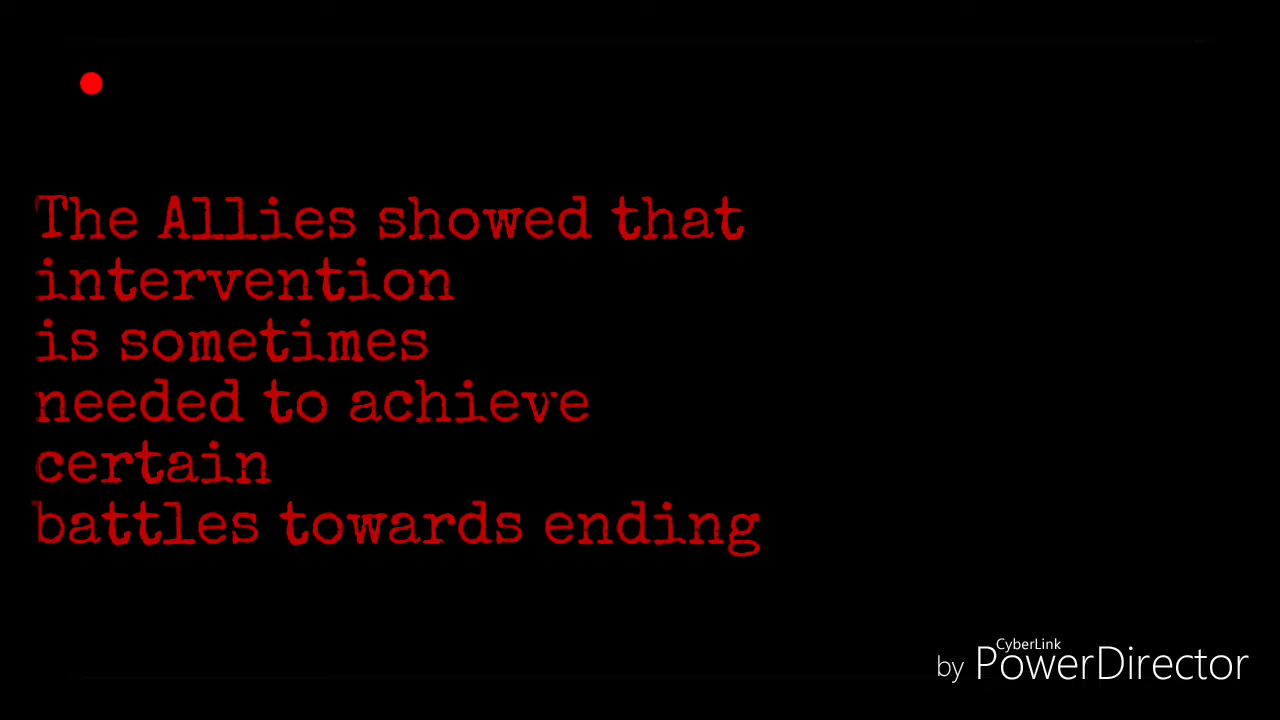 The Allies showed that
intervention
is sometimes
needed to achieve
certain
battles towards ending
CyberLink
by PowerDirector